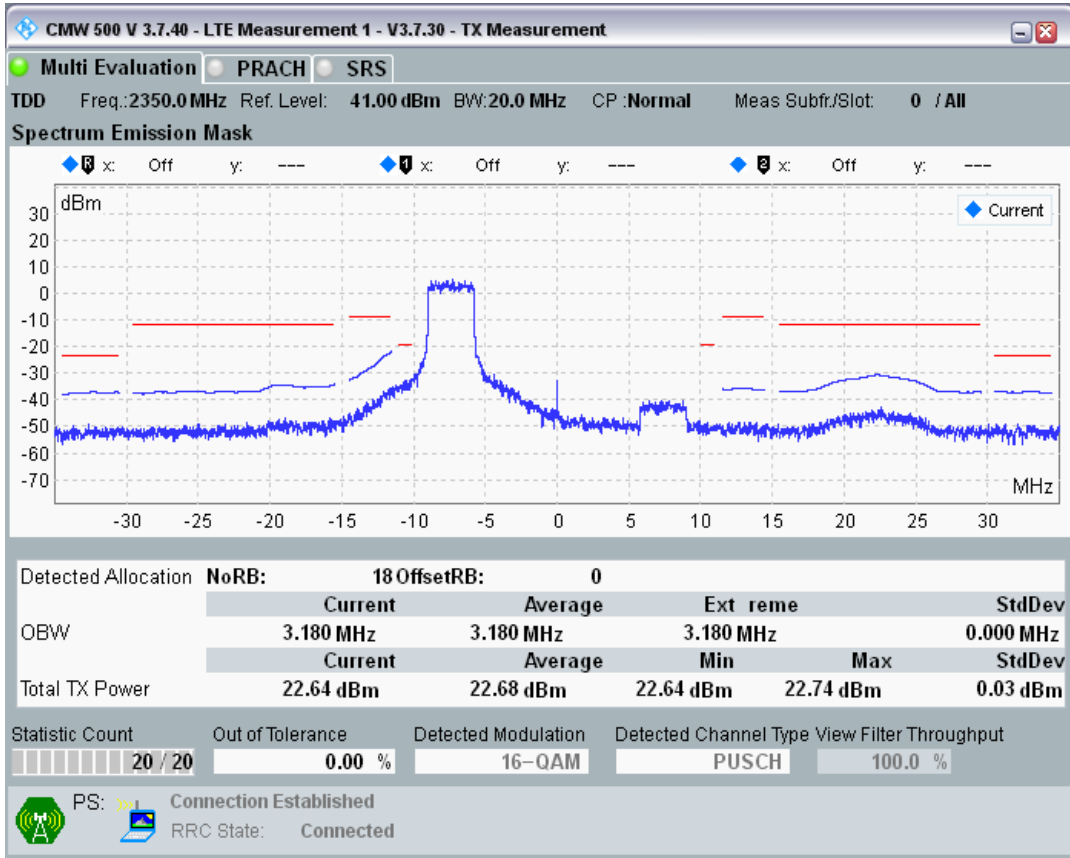 CMW 500 V 3.7.40 - LTE Measurement 1 - V3.7.30 - TX Measurement
Multi Evaluation PRACH SRS
TDD Freq.:2350.0 MHz Ref. Level: 41.00 dBm BW:20.0 MHz CP :Normal Meas Subfr./Slot: 0 / All
Spectrum Emission Mask
R x: Off y: --- 1 x: Off y: --- 2 x: Off y: ---
dBm
Current
30
20
10
0
-10
-20
-30
-40
-50
-60
-70
MHz
-30 -25 -20 -15 -10 -5 0 5 10 15 20 25 30
Detected Allocation NoRB: 18 OffsetRB: 0
Current Average Ext reme StdDev
OBW 3.180 MHz 3.180 MHz 3.180 MHz 0.000 MHz
Current Average Min Max StdDev
Total TX Power 22.64 dBm 22.68 dBm 22.64 dBm 22.74 dBm 0.03 dBm
Statistic Count Out of Tolerance Detected Modulation Detected Channel Type View Filter Throughput
20 / 20 0.00 % 16-QAM PUSCH 100.0 %
PS: Connection Established
RRC State: Connected